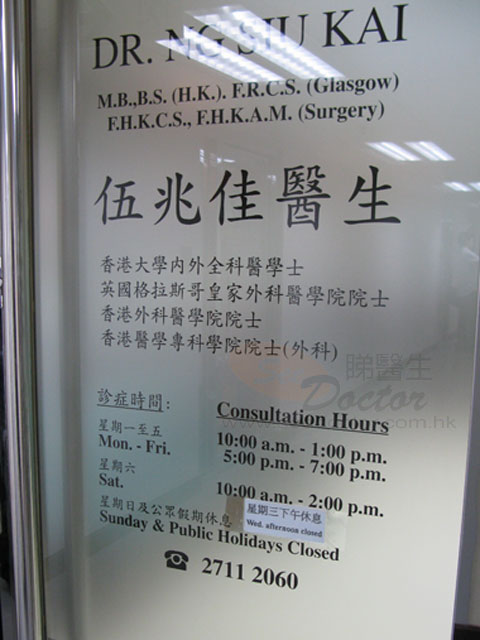 DR. NG SIU KAI
M.B.,B.S. (H.K.). F.R.C.S. (Glasgow)
F.H.K.C.S., F.H.K.A.M. (Surgery)
伍兆佳醫生
香港大學內外全科醫學士
英國格拉斯哥皇家外科醫學院院士
香港外科醫學院院士
香港醫學專科學院院士(外科)
睇醫生
Doctor
.com.hk
診症時間:
Consultation Hours
星期一至五
Mon. - Fri.
10:00 a.m. - 1:00 p.m.
5:00 p.m. - 7:00 p.m.
星期六
Sat.
10:00 a.m. - 2:00 p.m.
星期三下午休息
Wed. afternoon closed
星期日及公眾假期休息
Sunday & Public Holidays Closed
☎ 2711 2060